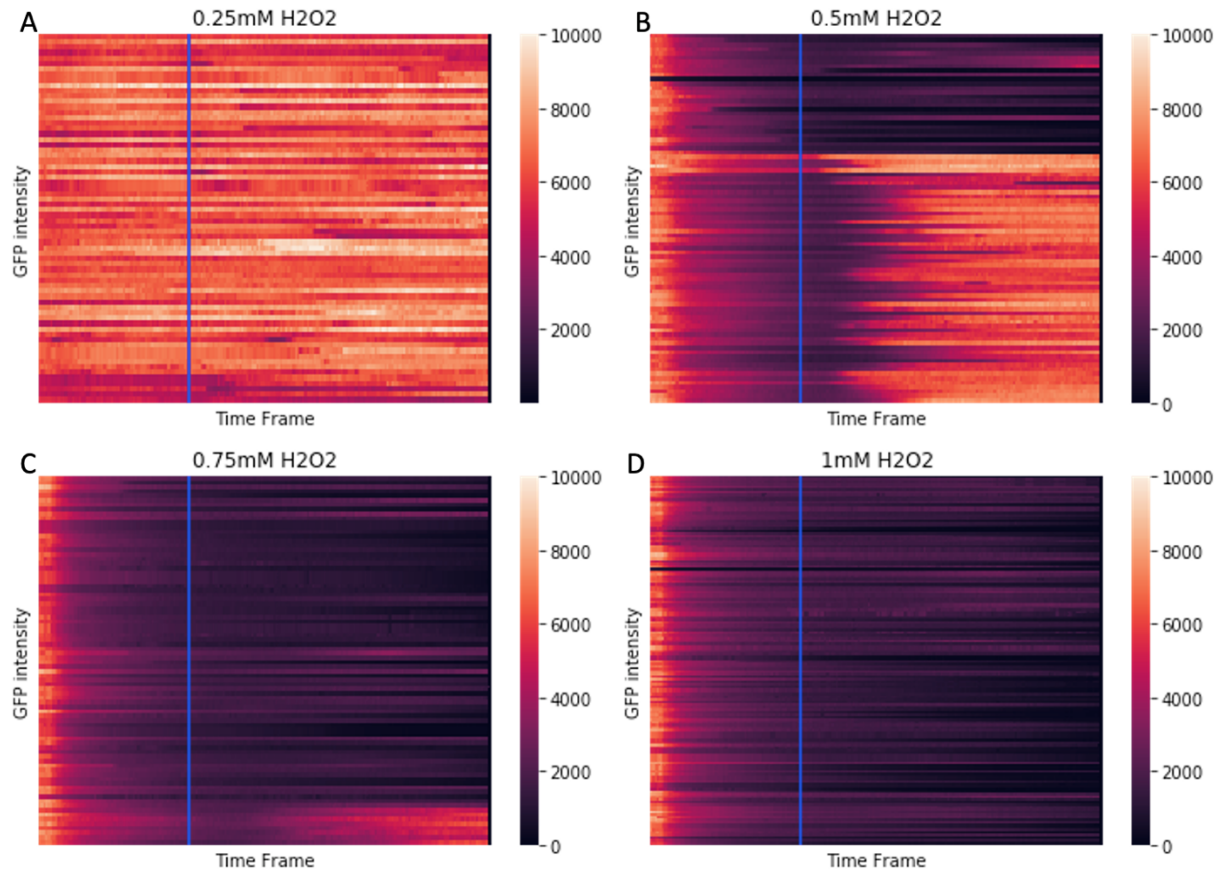 A
0.25mM H2O2
GFP intensity
Time Frame
10000
8000
6000
4000
2000
B
0.5mM H2O2
GFP intensity
Time Frame
10000
8000
6000
4000
2000
0
C
0.75mM H2O2
GFP intensity
Time Frame
10000
8000
6000
4000
2000
0
D
1mM H2O2
GFP intensity
Time Frame
10000
8000
6000
4000
2000
0